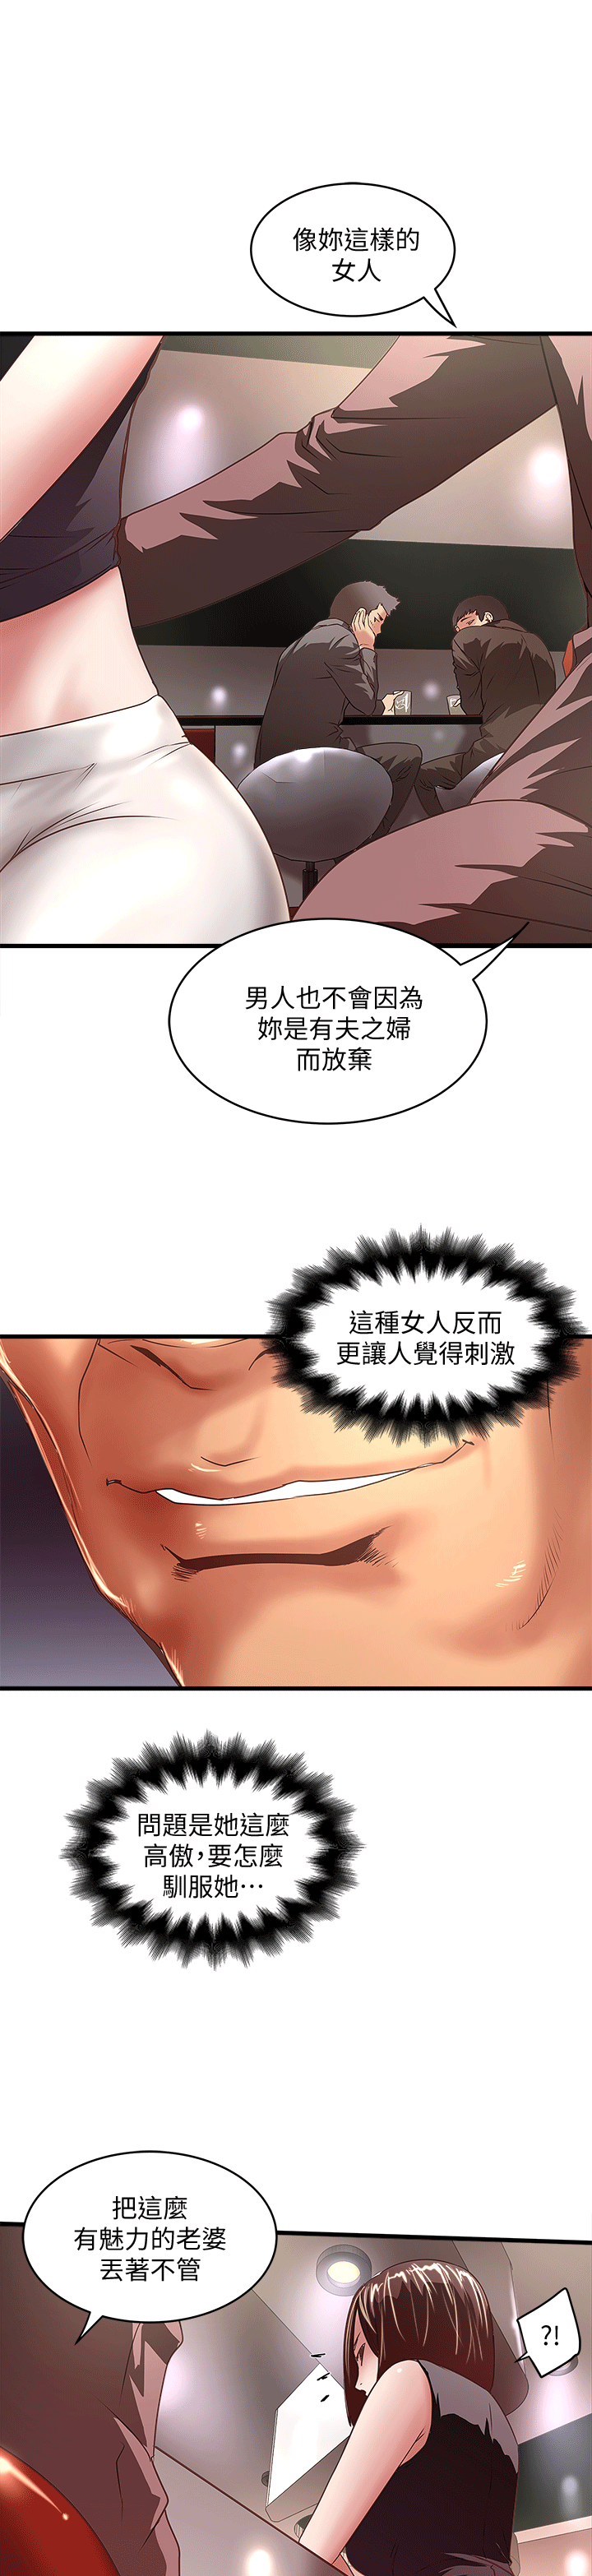 像妳這樣的
女人
男人也不會因為
妳是有夫之婦
而放棄
這種女人反而
更讓人覺得刺激
問題是她這麼
高傲,要怎麼
馴服她…
把這麼
有魅力的老婆
丟著不管
?!